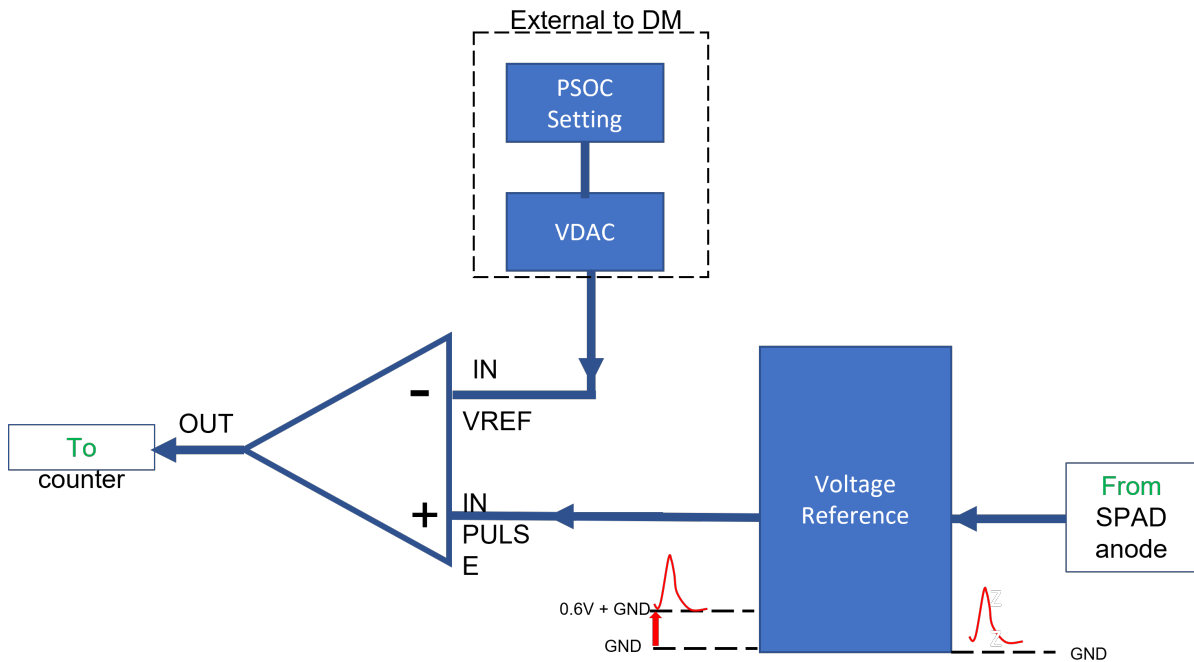 External to DM
PSOC
Setting
VDAC
IN
VREF
OUT
To
counter
-
+
IN
PULS
E
Voltage
Reference
From
SPAD
anode
0.6V + GND
GND
Z
Z
GND